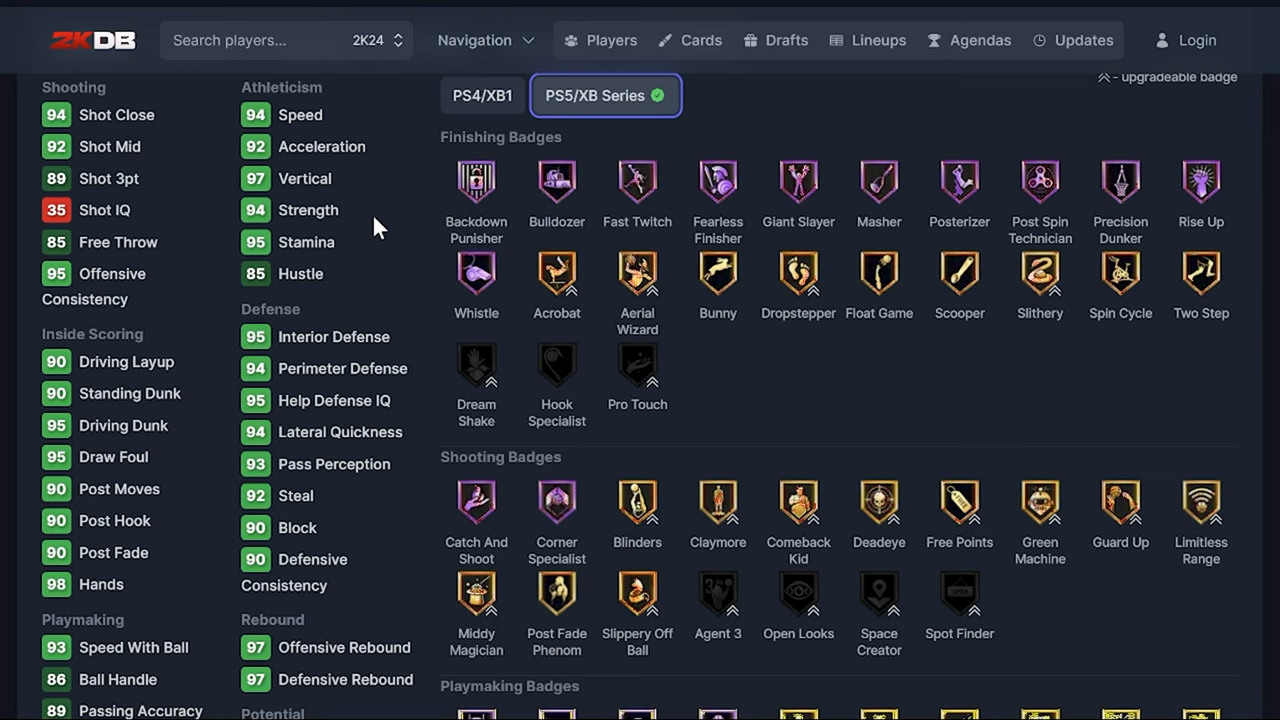 2KDB
Search players...
2K24
Navigation
Players
Cards
Drafts
Lineups
Agendas
Updates
Login
Shooting
94 Shot Close
92 Shot Mid
89 Shot 3pt
35 Shot IQ
85 Free Throw
95 Offensive
Consistency
Inside Scoring
90 Driving Layup
90 Standing Dunk
95 Driving Dunk
95 Draw Foul
90 Post Moves
90 Post Hook
90 Post Fade
98 Hands
Playmaking
93 Speed With Ball
86 Ball Handle
89 Passing Accuracy
Athleticism
94 Speed
92 Acceleration
97 Vertical
94 Strength
95 Stamina
85 Hustle
Defense
95 Interior Defense
94 Perimeter Defense
95 Help Defense IQ
94 Lateral Quickness
93 Pass Perception
92 Steal
90 Block
90 Defensive
Consistency
Rebound
97 Offensive Rebound
97 Defensive Rebound
Potential
PS4/XB1
PS5/XB Series
- upgradeable badge
Finishing Badges
Backdown
Punisher
Bulldozer
Fast Twitch
Fearless
Finisher
Giant Slayer
Masher
Posterizer
Post Spin
Technician
Precision
Dunker
Rise Up
Whistle
Acrobat
Aerial
Wizard
Bunny
Dropstepper
Float Game
Scooper
Slithery
Spin Cycle
Two Step
Dream
Shake
Hook
Specialist
Pro Touch
Shooting Badges
Catch And
Shoot
Corner
Specialist
Blinders
Claymore
Comeback
Kid
Deadeye
Free Points
Green
Machine
Guard Up
Limitless
Range
Middy
Magician
Post Fade
Phenom
Slippery Off
Ball
Agent 3
Open Looks
Space
Creator
Spot Finder
Playmaking Badges